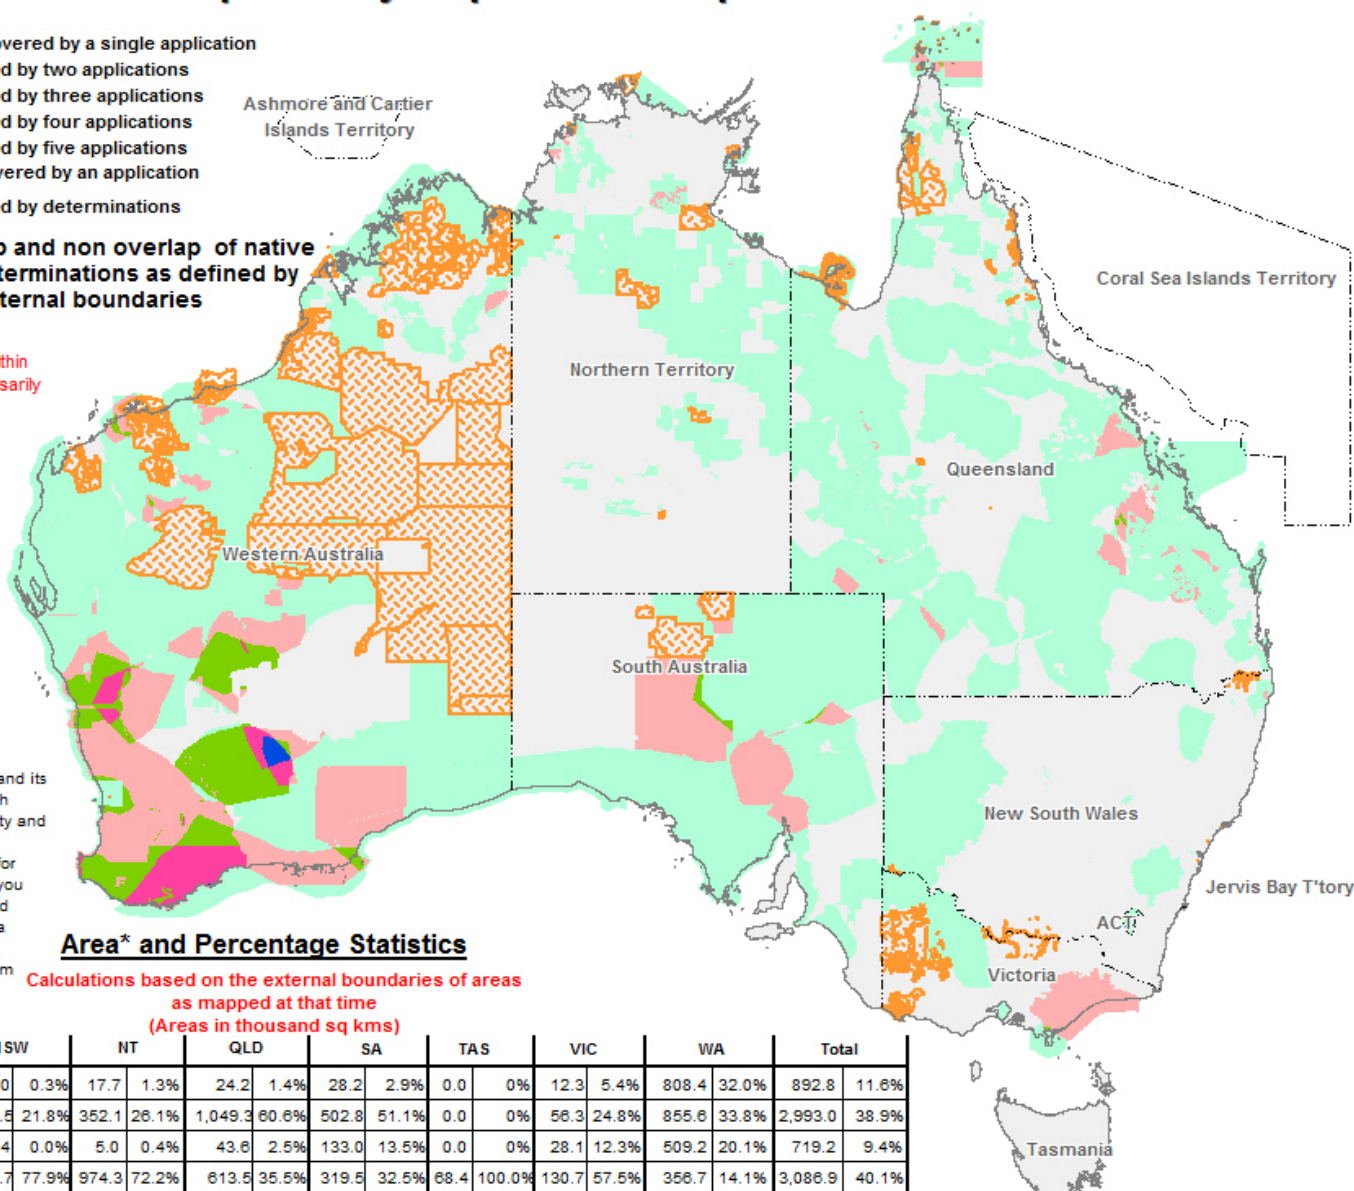 overed by a single application
ed by two applications
ed by three applications
ed by four applications
ed by five applications
vered by an application
ed by determinations
p and non overlap of native
terminations as defined by
ternal boundaries
thin
sarily
Ashmore and Cartier
Islands Territory
Coral Sea Islands Territory
Northern Territory
Queensland
Western Australia
South Australia
New South Wales
Jervis Bay T'tory
ACT
Victoria
Tasmania
and its
h
ty and
for
you
d
a
m
Area* and Percentage Statistics
Calculations based on the external boundaries of areas
as mapped at that time
(Areas in thousand sq kms)
SW NT QLD SA TAS VIC WA Total
0 0.3% 17.7 1.3% 24.2 1.4% 28.2 2.9% 0.0 0% 12.3 5.4% 808.4 32.0% 892.8 11.6%
.5 21.8% 352.1 26.1% 1,049.3 60.6% 502.8 51.1% 0.0 0% 56.3 24.8% 855.6 33.8% 2,993.0 38.9%
4 0.0% 5.0 0.4% 43.6 2.5% 133.0 13.5% 0.0 0% 28.1 12.3% 509.2 20.1% 719.2 9.4%
.7 77.9% 974.3 72.2% 613.5 35.5% 319.5 32.5% 68.4 100.0% 130.7 57.5% 356.7 14.1% 3,086.9 40.1%